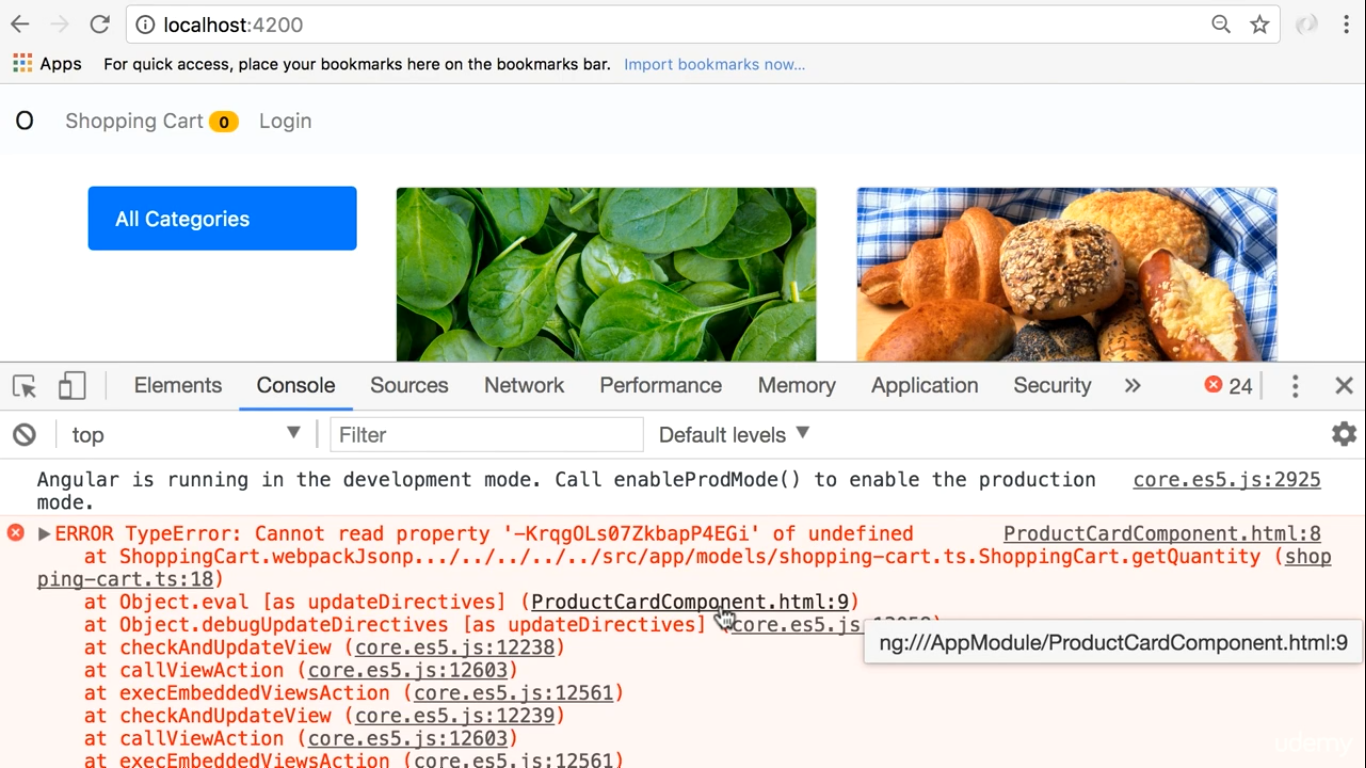 localhost:4200
Apps For quick access, place your bookmarks here on the bookmarks bar. Import bookmarks now...
O Shopping Cart 0 Login
All Categories
Elements Console Sources Network Performance Memory Application Security » 24
top Filter Default levels
Angular is running in the development mode. Call enableProdMode() to enable the production core.es5.js:2925
mode.
ERROR TypeError: Cannot read property '-KrqgOLs07ZkbapP4EGi' of undefined ProductCardComponent.html:8
at ShoppingCart.webpackJsonp.../../../../../src/app/models/shopping-cart.ts.ShoppingCart.getQuantity (shop
ping-cart.ts:18)
at Object.eval [as updateDirectives] (ProductCardComponent.html:9)
at Object.debugUpdateDirectives [as updateDirectives] (core.es5.js
ng:///AppModule/ProductCardComponent.html:9
at checkAndUpdateView (core.es5.js:12238)
at callViewAction (core.es5.js:12603)
at execEmbeddedViewsAction (core.es5.js:12561)
at checkAndUpdateView (core.es5.js:12239)
at callViewAction (core.es5.js:12603)
at execEmbeddedViewsAction (core.es5.js:12561)
udemy